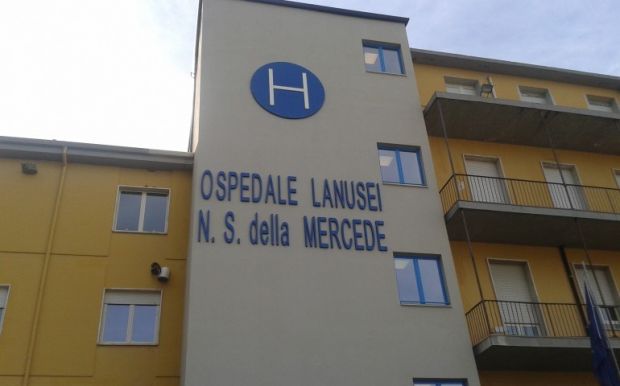 H
OSPEDALE LANUSEI
N. S. della MERCEDE